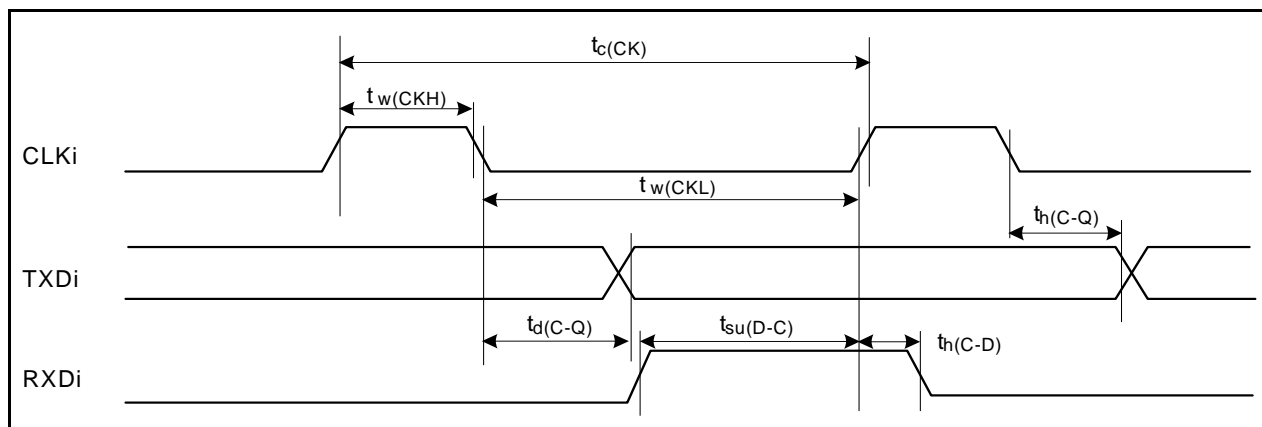 tc(CK)
tw(CKH)
CLKi
tw(CKL)
th(C-Q)
TXDi
td(C-Q)
tsu(D-C)
th(C-D)
RXDi